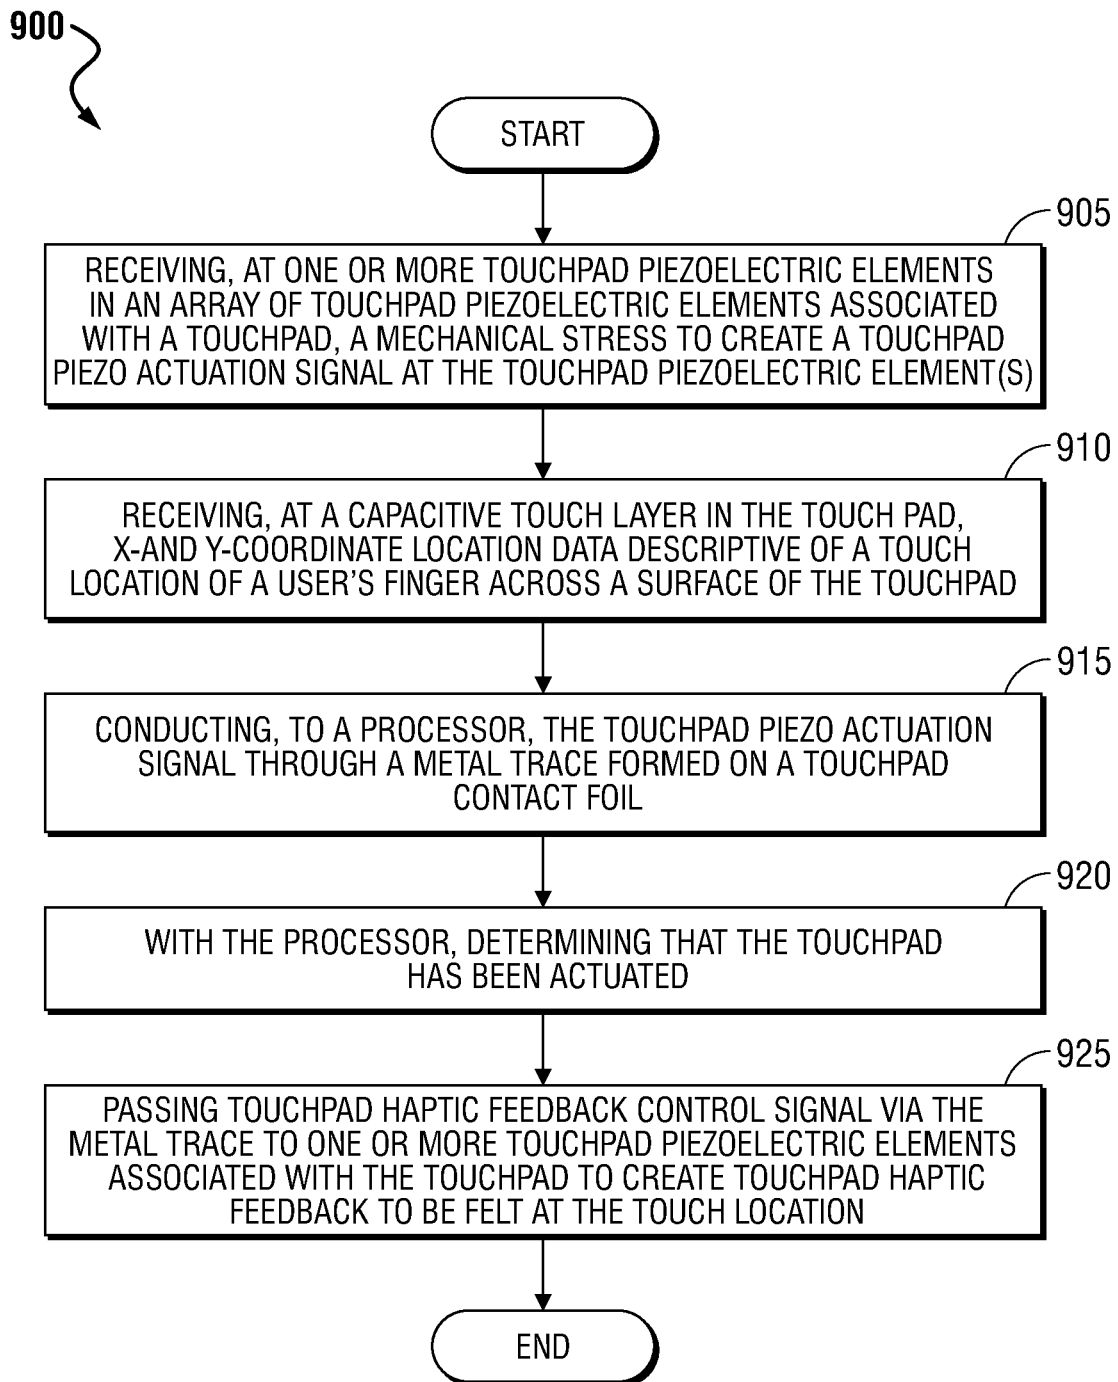 900
START
905
RECEIVING, AT ONE OR MORE TOUCHPAD PIEZOELECTRIC ELEMENTS
IN AN ARRAY OF TOUCHPAD PIEZOELECTRIC ELEMENTS ASSOCIATED
WITH A TOUCHPAD, A MECHANICAL STRESS TO CREATE A TOUCHPAD
PIEZO ACTUATION SIGNAL AT THE TOUCHPAD PIEZOELECTRIC ELEMENT(S)
910
RECEIVING, AT A CAPACITIVE TOUCH LAYER IN THE TOUCH PAD,
X-AND Y-COORDINATE LOCATION DATA DESCRIPTIVE OF A TOUCH
LOCATION OF A USER'S FINGER ACROSS A SURFACE OF THE TOUCHPAD
915
CONDUCTING, TO A PROCESSOR, THE TOUCHPAD PIEZO ACTUATION
SIGNAL THROUGH A METAL TRACE FORMED ON A TOUCHPAD
CONTACT FOIL
920
WITH THE PROCESSOR, DETERMINING THAT THE TOUCHPAD
HAS BEEN ACTUATED
925
PASSING TOUCHPAD HAPTIC FEEDBACK CONTROL SIGNAL VIA THE
METAL TRACE TO ONE OR MORE TOUCHPAD PIEZOELECTRIC ELEMENTS
ASSOCIATED WITH THE TOUCHPAD TO CREATE TOUCHPAD HAPTIC
FEEDBACK TO BE FELT AT THE TOUCH LOCATION
END